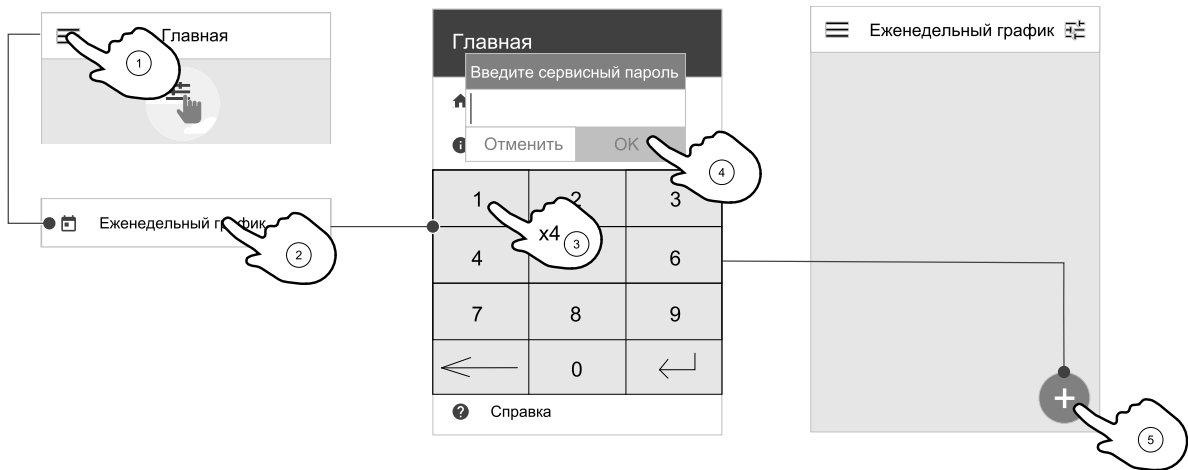 Главная
1
Еженедельный график
2
Главная
Введите сервисный пароль
Отменить OK
4
1 2 3
x4 3
4 6
7 8 9
0
Справка
Еженедельный график
5